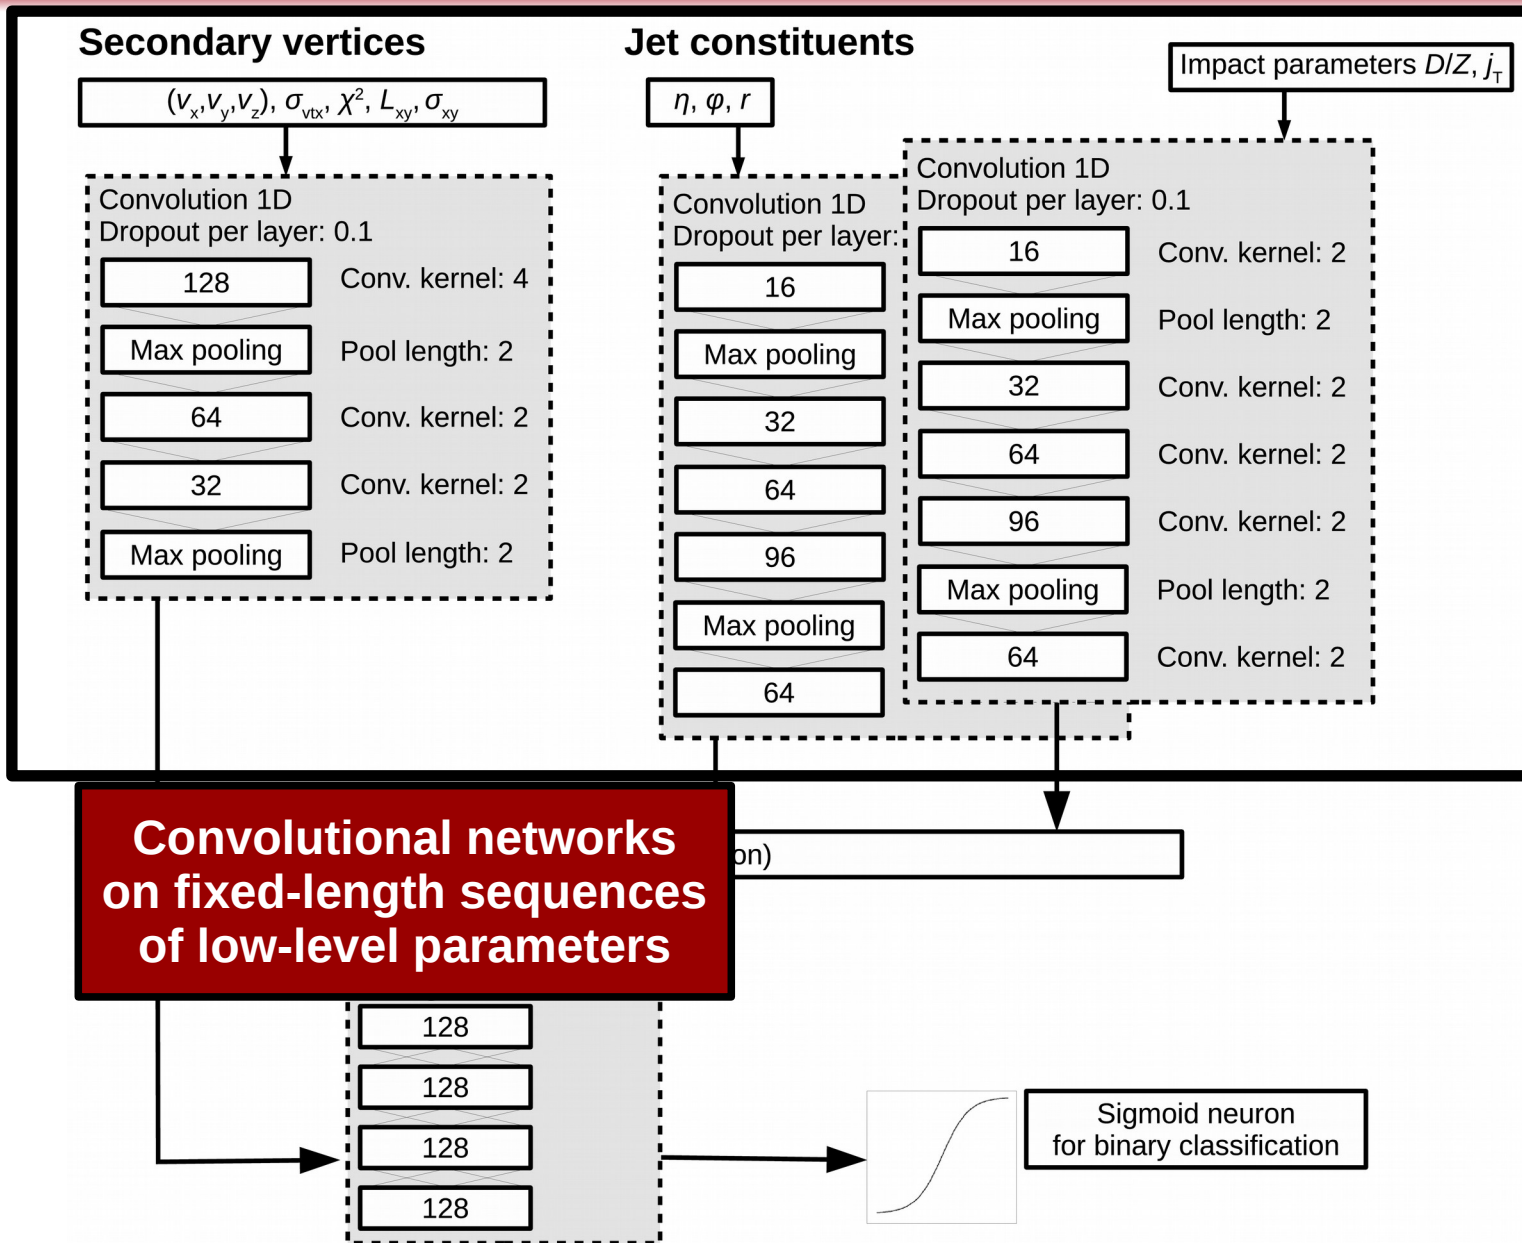 Secondary vertices
(vx,vy,vz), σvtx, χ², Lxy, σxy
Convolution 1D
Dropout per layer: 0.1
128
Conv. kernel: 4
Max pooling
Pool length: 2
64
Conv. kernel: 2
32
Conv. kernel: 2
Max pooling
Pool length: 2
Jet constituents
η, φ, r
Convolution 1D
Dropout per layer:
16
Max pooling
32
64
96
Max pooling
64
Impact parameters D/Z, jT
Convolution 1D
Dropout per layer: 0.1
16
Conv. kernel: 2
Max pooling
Pool length: 2
32
Conv. kernel: 2
64
Conv. kernel: 2
96
Conv. kernel: 2
Max pooling
Pool length: 2
64
Conv. kernel: 2
Convolutional networks
on fixed-length sequences
of low-level parameters
on)
128
128
128
128
Sigmoid neuron
for binary classification